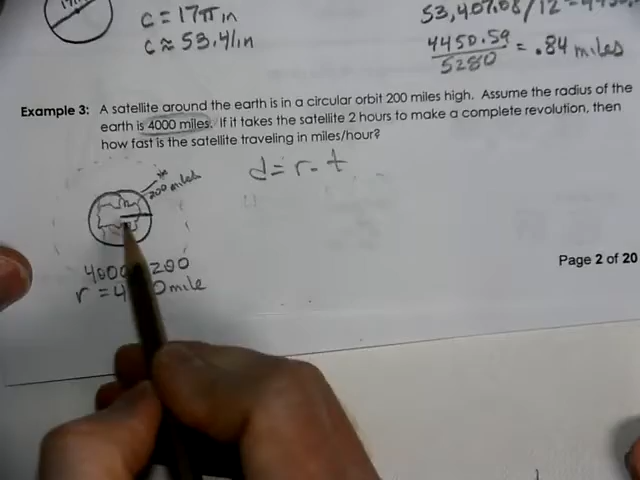 C = 17π in
C ≈ 53.41 in
53,407.08/12 =
4450.59
5280
= .84 miles
Example 3: A satellite around the earth is in a circular orbit 200 miles high. Assume the radius of the
earth is 4000 miles. If it takes the satellite 2 hours to make a complete revolution, then
how fast is the satellite traveling in miles/hour?
d = r · t
200 miles
4000 200
r = 4 0 mile
Page 2 of 20